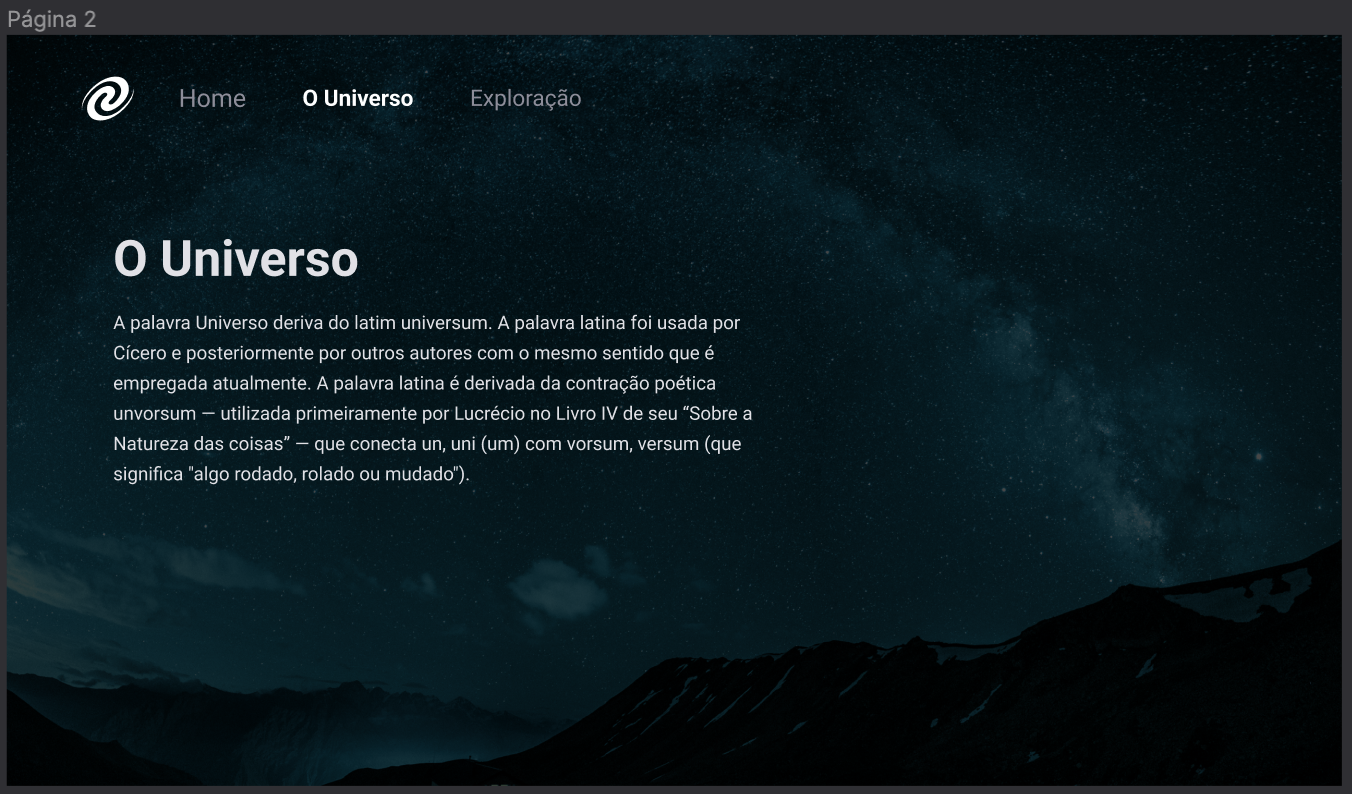 Página 2
Home
O Universo
Exploração
O Universo
A palavra Universo deriva do latim universum. A palavra latina foi usada por
Cícero e posteriormente por outros autores com o mesmo sentido que é
empregada atualmente. A palavra latina é derivada da contração poética
unvorsum — utilizada primeiramente por Lucrécio no Livro IV de seu “Sobre a
Natureza das coisas” — que conecta un, uni (um) com vorsum, versum (que
significa "algo rodado, rolado ou mudado").